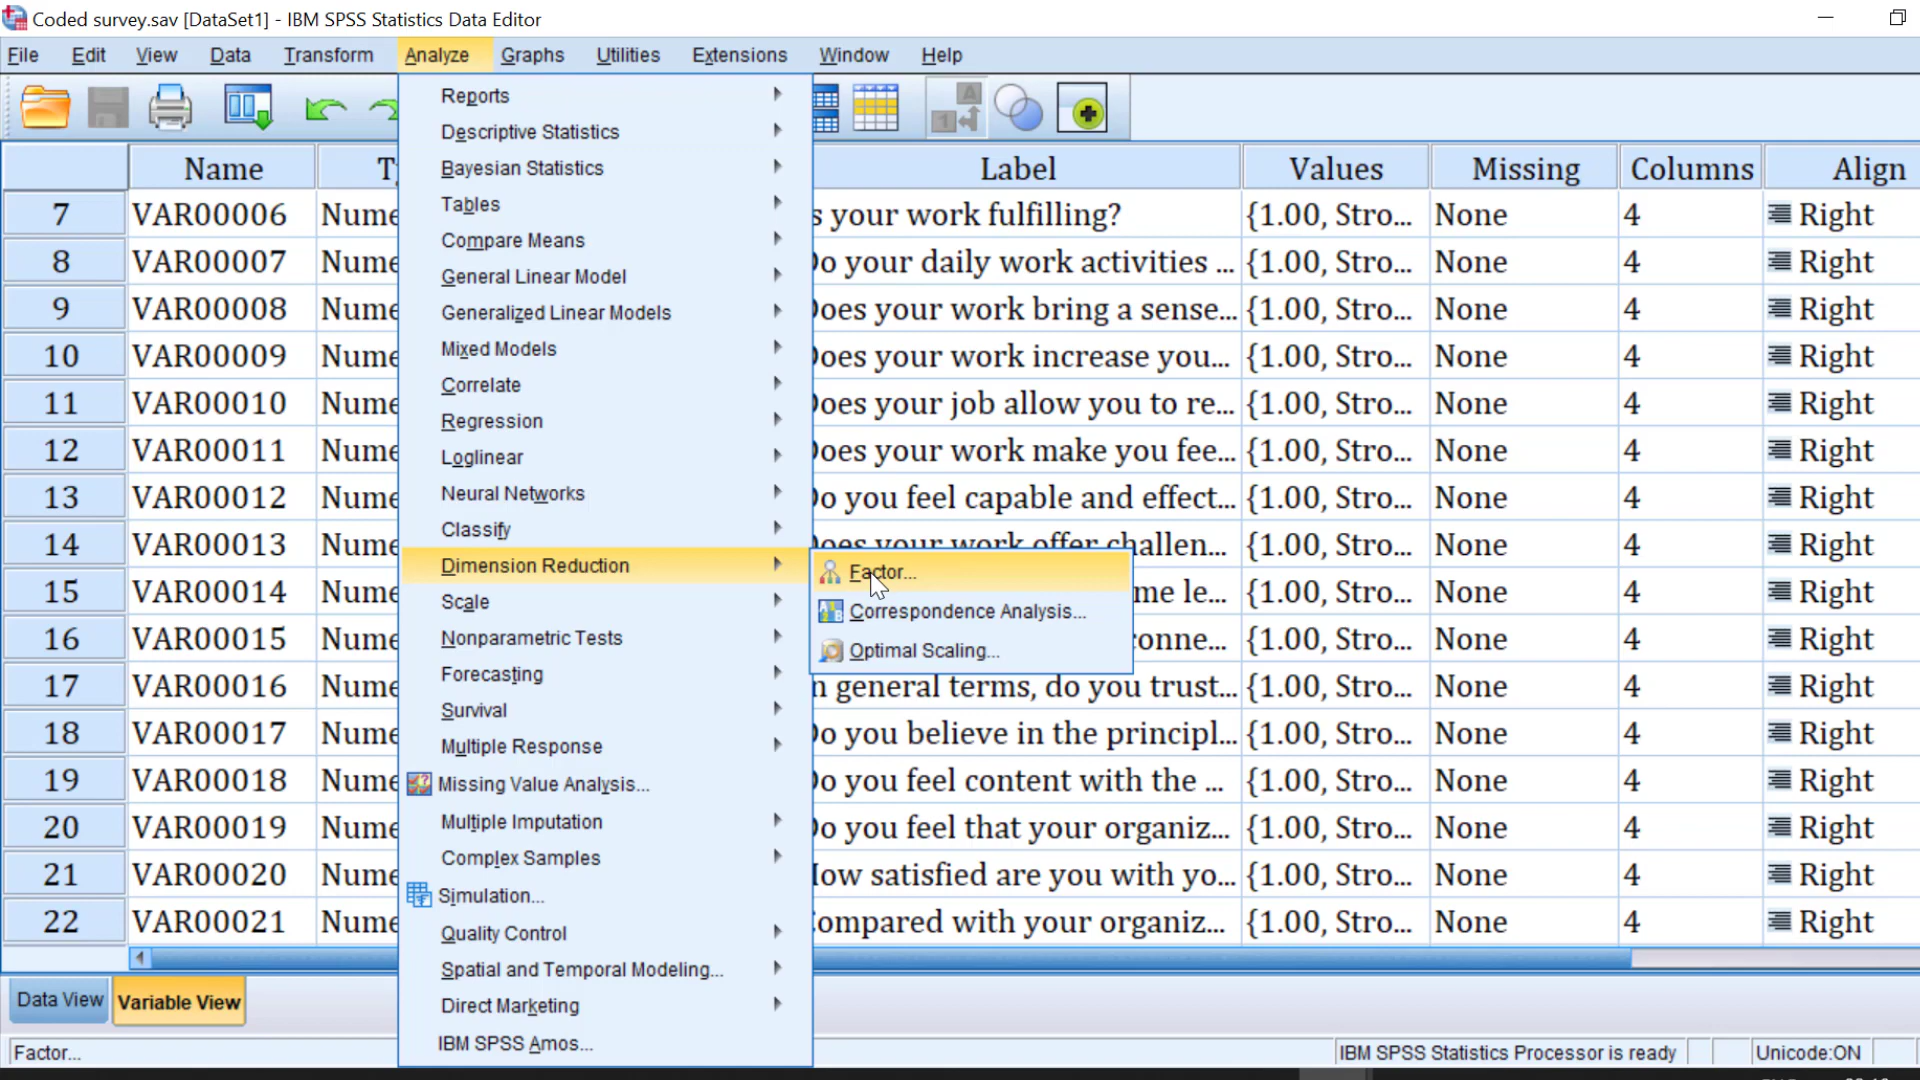 Coded survey.sav [DataSet1] - IBM SPSS Statistics Data Editor
File Edit View Data Transform Analyze Graphs Utilities Extensions Window Help
Name Label Values Missing Columns Align
7 VAR00006 Nume s your work fulfilling? {1.00, Stro... None 4 Right
8 VAR00007 Nume o your daily work activities ... {1.00, Stro... None 4 Right
9 VAR00008 Nume oes your work bring a sense... {1.00, Stro... None 4 Right
10 VAR00009 Nume oes your work increase you... {1.00, Stro... None 4 Right
11 VAR00010 Nume oes your job allow you to re... {1.00, Stro... None 4 Right
12 VAR00011 Nume oes your work make you fee... {1.00, Stro... None 4 Right
13 VAR00012 Nume o you feel capable and effect... {1.00, Stro... None 4 Right
14 VAR00013 Nume oes your work offer challen... {1.00, Stro... None 4 Right
15 VAR00014 Nume me le... {1.00, Stro... None 4 Right
16 VAR00015 Nume conne... {1.00, Stro... None 4 Right
17 VAR00016 Nume n general terms, do you trust... {1.00, Stro... None 4 Right
18 VAR00017 Nume o you believe in the principl... {1.00, Stro... None 4 Right
19 VAR00018 Nume o you feel content with the ... {1.00, Stro... None 4 Right
20 VAR00019 Nume o you feel that your organiz... {1.00, Stro... None 4 Right
21 VAR00020 Nume ow satisfied are you with yo... {1.00, Stro... None 4 Right
22 VAR00021 Nume ompared with your organiz... {1.00, Stro... None 4 Right
Reports
Descriptive Statistics
Bayesian Statistics
Tables
Compare Means
General Linear Model
Generalized Linear Models
Mixed Models
Correlate
Regression
Loglinear
Neural Networks
Classify
Dimension Reduction
Scale
Nonparametric Tests
Forecasting
Survival
Multiple Response
Missing Value Analysis...
Multiple Imputation
Complex Samples
Simulation...
Quality Control
Spatial and Temporal Modeling...
Direct Marketing
IBM SPSS Amos...
Factor...
Correspondence Analysis...
Optimal Scaling...
Data View Variable View
Factor... IBM SPSS Statistics Processor is ready Unicode:ON